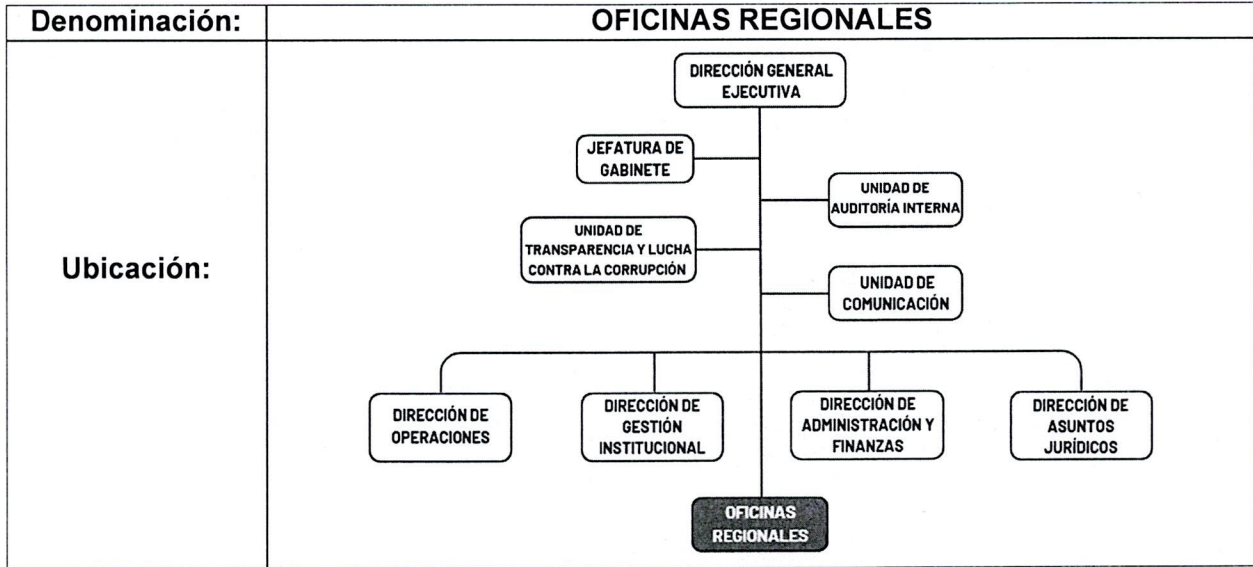 Denominación: OFICINAS REGIONALES
Ubicación:
DIRECCIÓN GENERAL
EJECUTIVA
JEFATURA DE
GABINETE
UNIDAD DE
AUDITORÍA INTERNA
UNIDAD DE
TRANSPARENCIA Y LUCHA
CONTRA LA CORRUPCIÓN
UNIDAD DE
COMUNICACIÓN
DIRECCIÓN DE
OPERACIONES
DIRECCIÓN DE
GESTIÓN
INSTITUCIONAL
DIRECCIÓN DE
ADMINISTRACIÓN Y
FINANZAS
DIRECCIÓN DE
ASUNTOS
JURÍDICOS
OFICINAS
REGIONALES